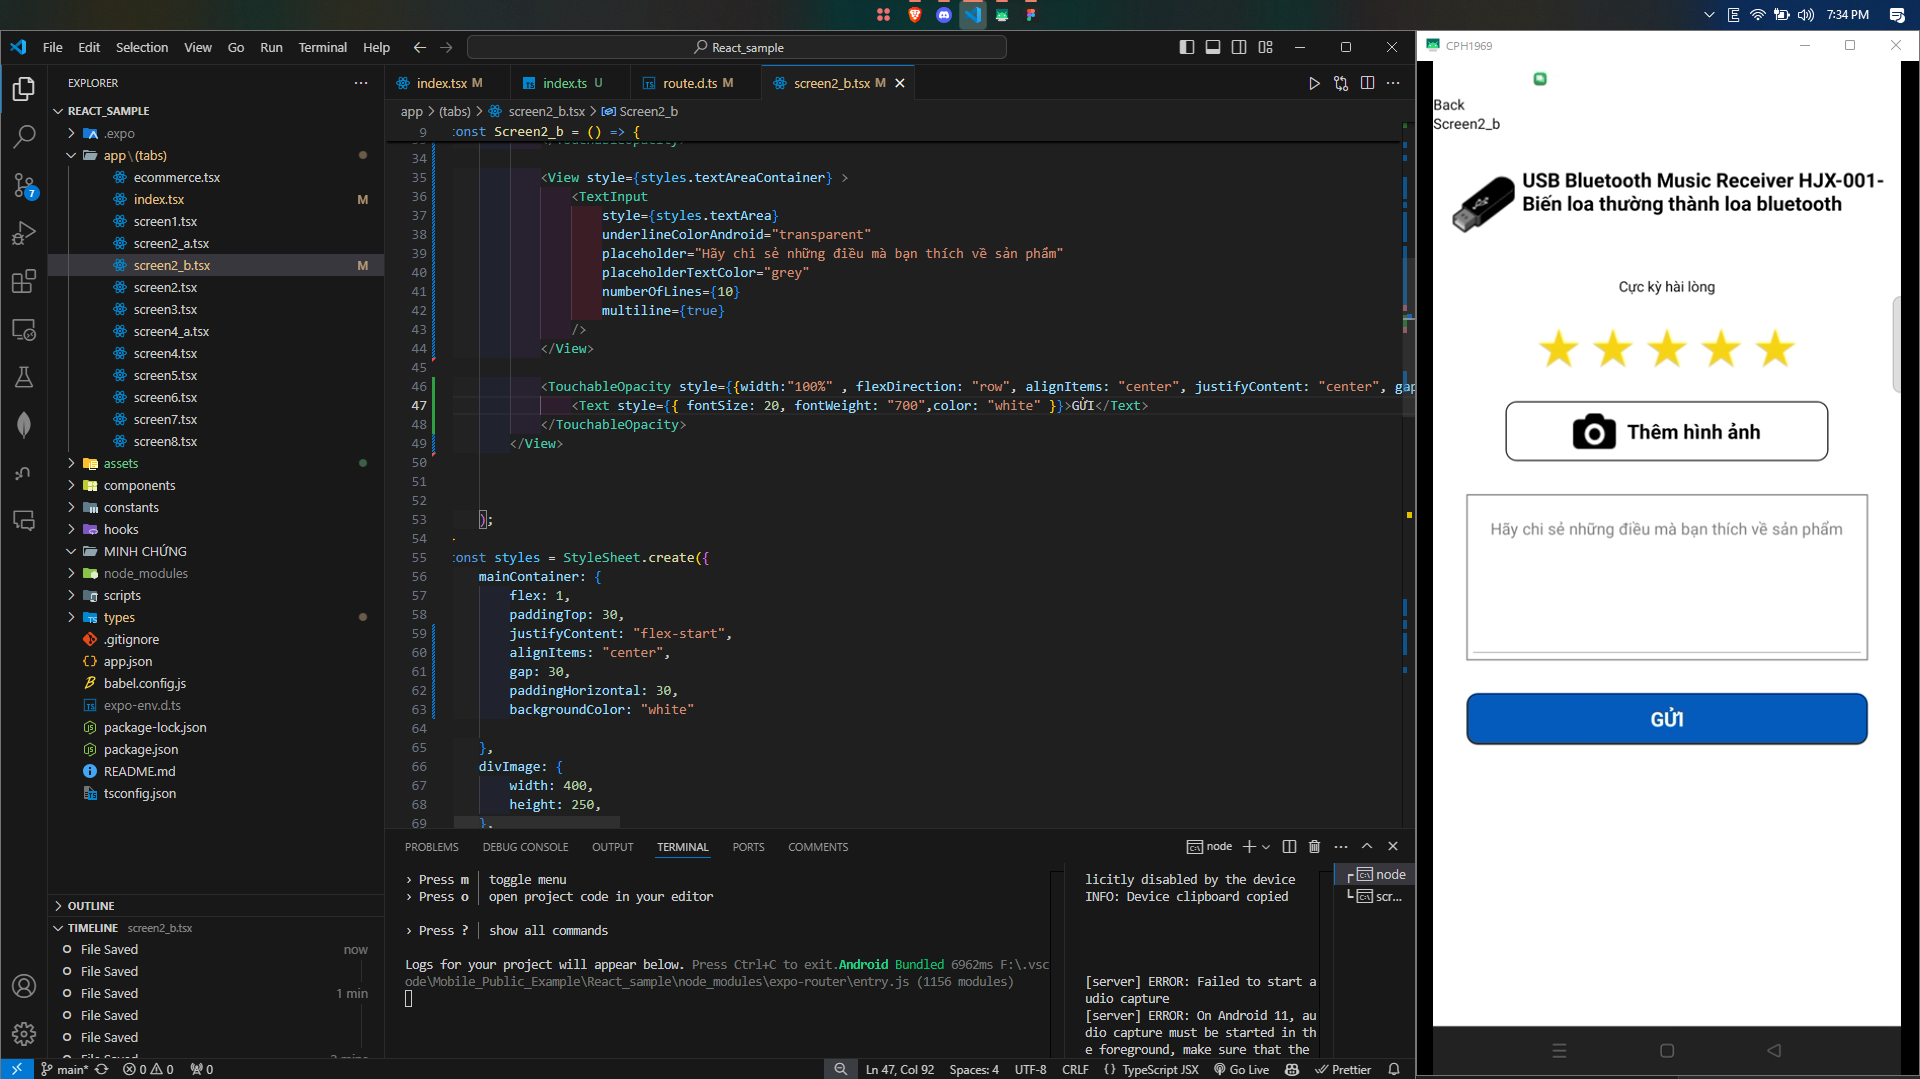 7:34 PM
File Edit Selection View Go Run Terminal Help
React_sample
CPH1969
EXPLORER
REACT_SAMPLE
.expo
app\(tabs)
ecommerce.tsx
index.tsx M
screen1.tsx
screen2_a.tsx
screen2_b.tsx M
screen2.tsx
screen3.tsx
screen4_a.tsx
screen4.tsx
screen5.tsx
screen6.tsx
screen7.tsx
screen8.tsx
assets
components
constants
hooks
MINH CHỨNG
node_modules
scripts
types
.gitignore
app.json
babel.config.js
expo-env.d.ts
package-lock.json
package.json
README.md
tsconfig.json
OUTLINE
TIMELINE screen2_b.tsx
File Saved now
File Saved
File Saved 1 min
File Saved
File Saved
7
index.tsx M index.ts U route.d.ts M screen2_b.tsx M
app > (tabs) > screen2_b.tsx > Screen2_b
9 const Screen2_b = () => {
34
35 <View style={styles.textAreaContainer} >
36 <TextInput
37 style={styles.textArea}
38 underlineColorAndroid="transparent"
39 placeholder="Hãy chi sẻ những điều mà bạn thích về sản phẩm"
40 placeholderTextColor="grey"
41 numberOfLines={10}
42 multiline={true}
43 />
44 </View>
45
46 <TouchableOpacity style={{width:"100%" , flexDirection: "row", alignItems: "center", justifyContent: "center", gap
47 <Text style={{ fontSize: 20, fontWeight: "700",color: "white" }}>GỬI</Text>
48 </TouchableOpacity>
49 </View>
50
51
52
53 );
54
55 const styles = StyleSheet.create({
56 mainContainer: {
57 flex: 1,
58 paddingTop: 30,
59 justifyContent: "flex-start",
60 alignItems: "center",
61 gap: 30,
62 paddingHorizontal: 30,
63 backgroundColor: "white"
64
65 },
66 divImage: {
67 width: 400,
68 height: 250,
69 },
PROBLEMS DEBUG CONSOLE OUTPUT TERMINAL PORTS COMMENTS
node
› Press m │ toggle menu
› Press o │ open project code in your editor
› Press ? │ show all commands
Logs for your project will appear below. Press Ctrl+C to exit.Android Bundled 6962ms F:\.vsc
ode\Mobile_Public_Example\React_sample\node_modules\expo-router\entry.js (1156 modules)
licitly disabled by the device
INFO: Device clipboard copied
[server] ERROR: Failed to start a
udio capture
[server] ERROR: On Android 11, au
dio capture must be started in th
e foreground, make sure that the
node
scr...
main* 0 0 0
Ln 47, Col 92 Spaces: 4 UTF-8 CRLF {} TypeScript JSX Go Live Prettier
Back
Screen2_b
USB Bluetooth Music Receiver HJX-001-
Biến loa thường thành loa bluetooth
Cực kỳ hài lòng
Thêm hình ảnh
Hãy chi sẻ những điều mà bạn thích về sản phẩm
GỬI